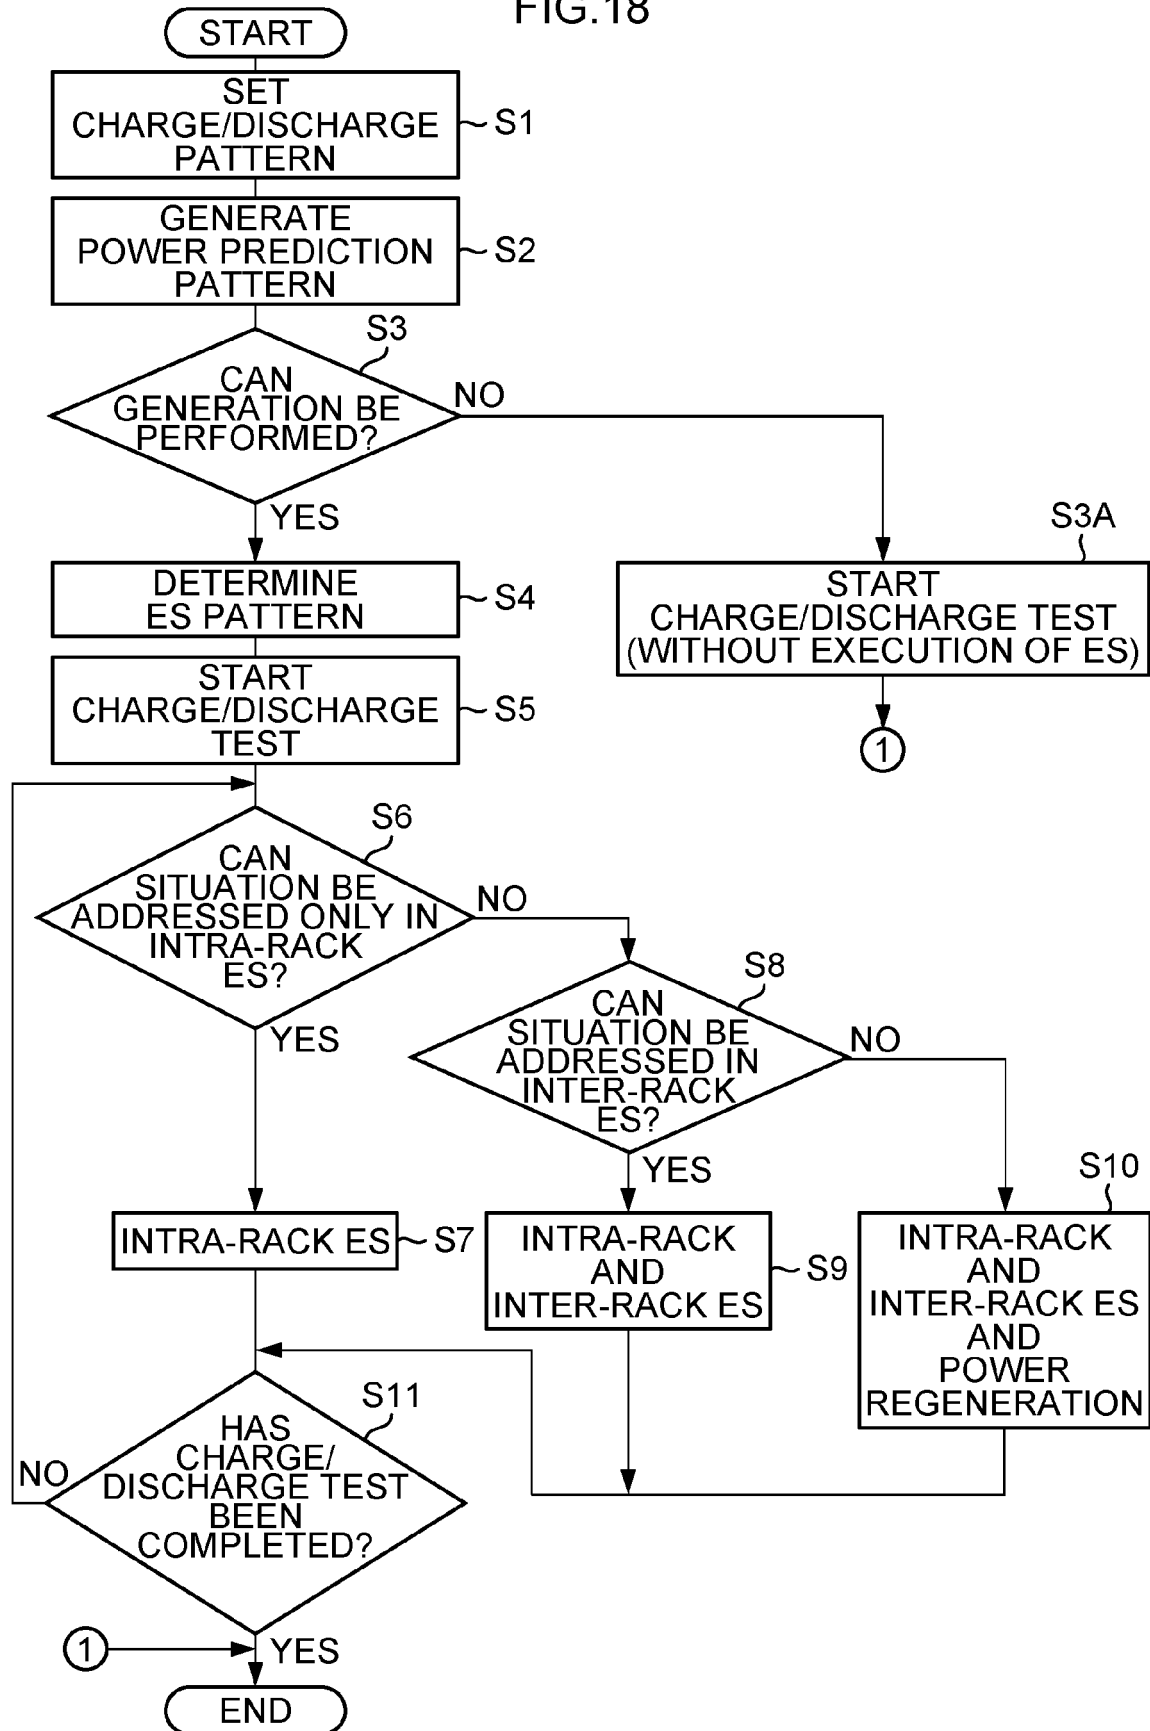 FIG.18
START
SET
CHARGE/DISCHARGE
PATTERN
S1
GENERATE
POWER PREDICTION
PATTERN
S2
S3
CAN
GENERATION BE
PERFORMED?
NO
YES
S3A
START
CHARGE/DISCHARGE TEST
(WITHOUT EXECUTION OF ES)
1
DETERMINE
ES PATTERN
S4
START
CHARGE/DISCHARGE
TEST
S5
S6
CAN
SITUATION BE
ADDRESSED ONLY IN
INTRA-RACK
ES?
NO
YES
S8
CAN
SITUATION BE
ADDRESSED IN
INTER-RACK
ES?
NO
YES
INTRA-RACK ES
S7
INTRA-RACK
AND
INTER-RACK ES
S9
S10
INTRA-RACK
AND
INTER-RACK ES
AND
POWER
REGENERATION
S11
HAS
CHARGE/
DISCHARGE TEST
BEEN
COMPLETED?
NO
YES
1
END